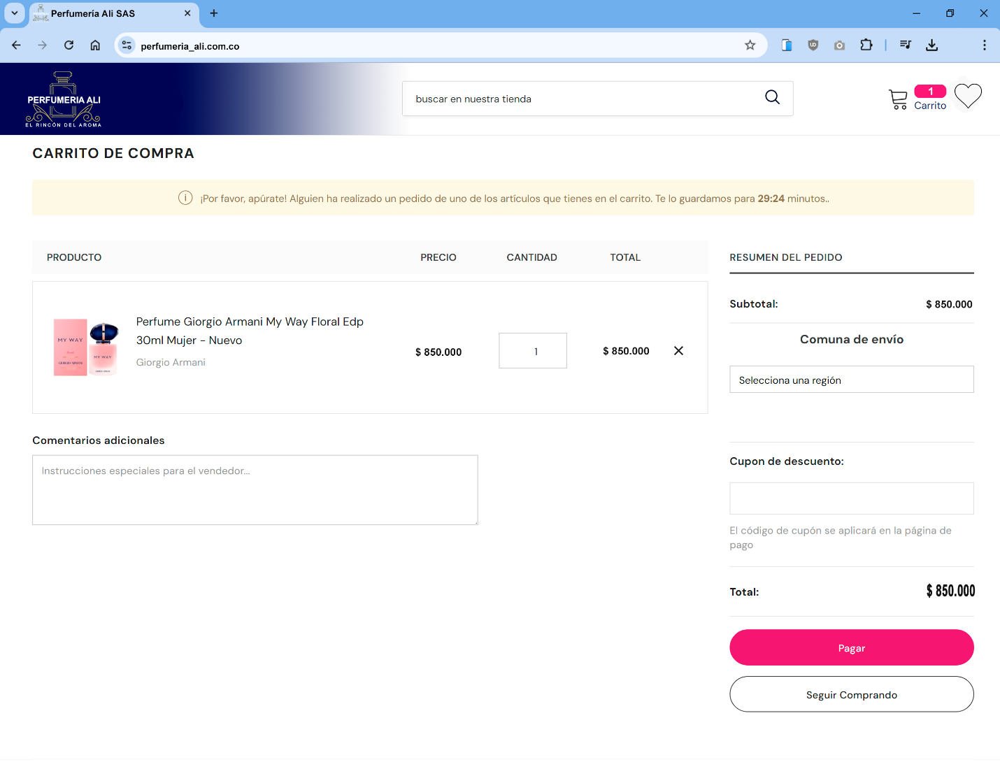 Perfumería Ali SAS
perfumeria_ali.com.co
PERFUMERIA ALI
EL RINCÓN DEL AROMA
buscar en nuestra tienda
1
Carrito
CARRITO DE COMPRA
¡Por favor, apúrate! Alguien ha realizado un pedido de uno de los artículos que tienes en el carrito. Te lo guardamos para 29:24 minutos..
PRODUCTO PRECIO CANTIDAD TOTAL
MY WAY
GIORGIO ARMANI
MY WAY
Perfume Giorgio Armani My Way Floral Edp
30ml Mujer - Nuevo
Giorgio Armani
$ 850.000
1
$ 850.000
Comentarios adicionales
Instrucciones especiales para el vendedor...
RESUMEN DEL PEDIDO
Subtotal: $ 850.000
Comuna de envío
Selecciona una región
Cupon de descuento:
El código de cupón se aplicará en la página de
pago
Total: $ 850.000
Pagar
Seguir Comprando